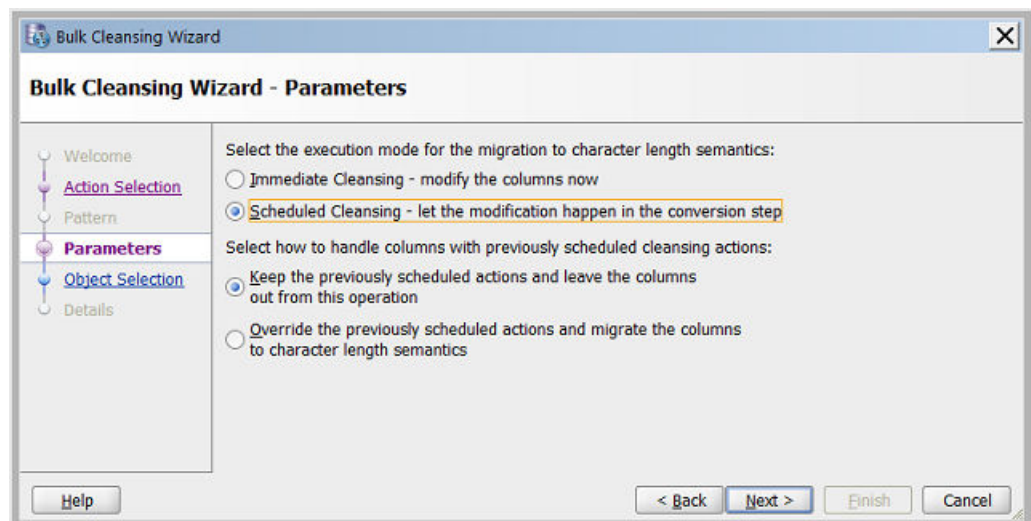 Bulk Cleansing Wizard
Bulk Cleansing Wizard - Parameters
Welcome
Action Selection
Pattern
Parameters
Object Selection
Details
Select the execution mode for the migration to character length semantics:
Immediate Cleansing - modify the columns now
Scheduled Cleansing - let the modification happen in the conversion step
Select how to handle columns with previously scheduled cleansing actions:
Keep the previously scheduled actions and leave the columns
out from this operation
Override the previously scheduled actions and migrate the columns
to character length semantics
Help
< Back
Next >
Finish
Cancel